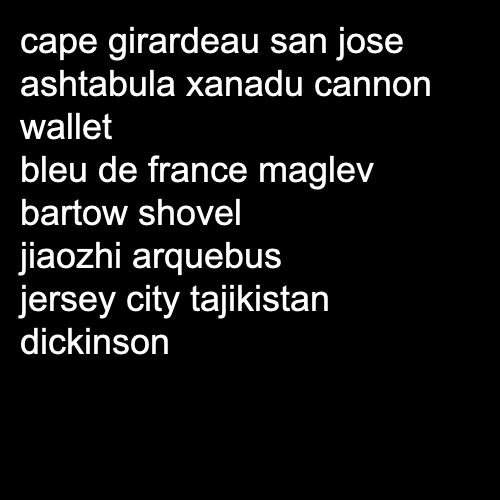 cape girardeau san jose
ashtabula xanadu cannon
wallet
bleu de france maglev
bartow shovel
jiaozhi arquebus
jersey city tajikistan
dickinson